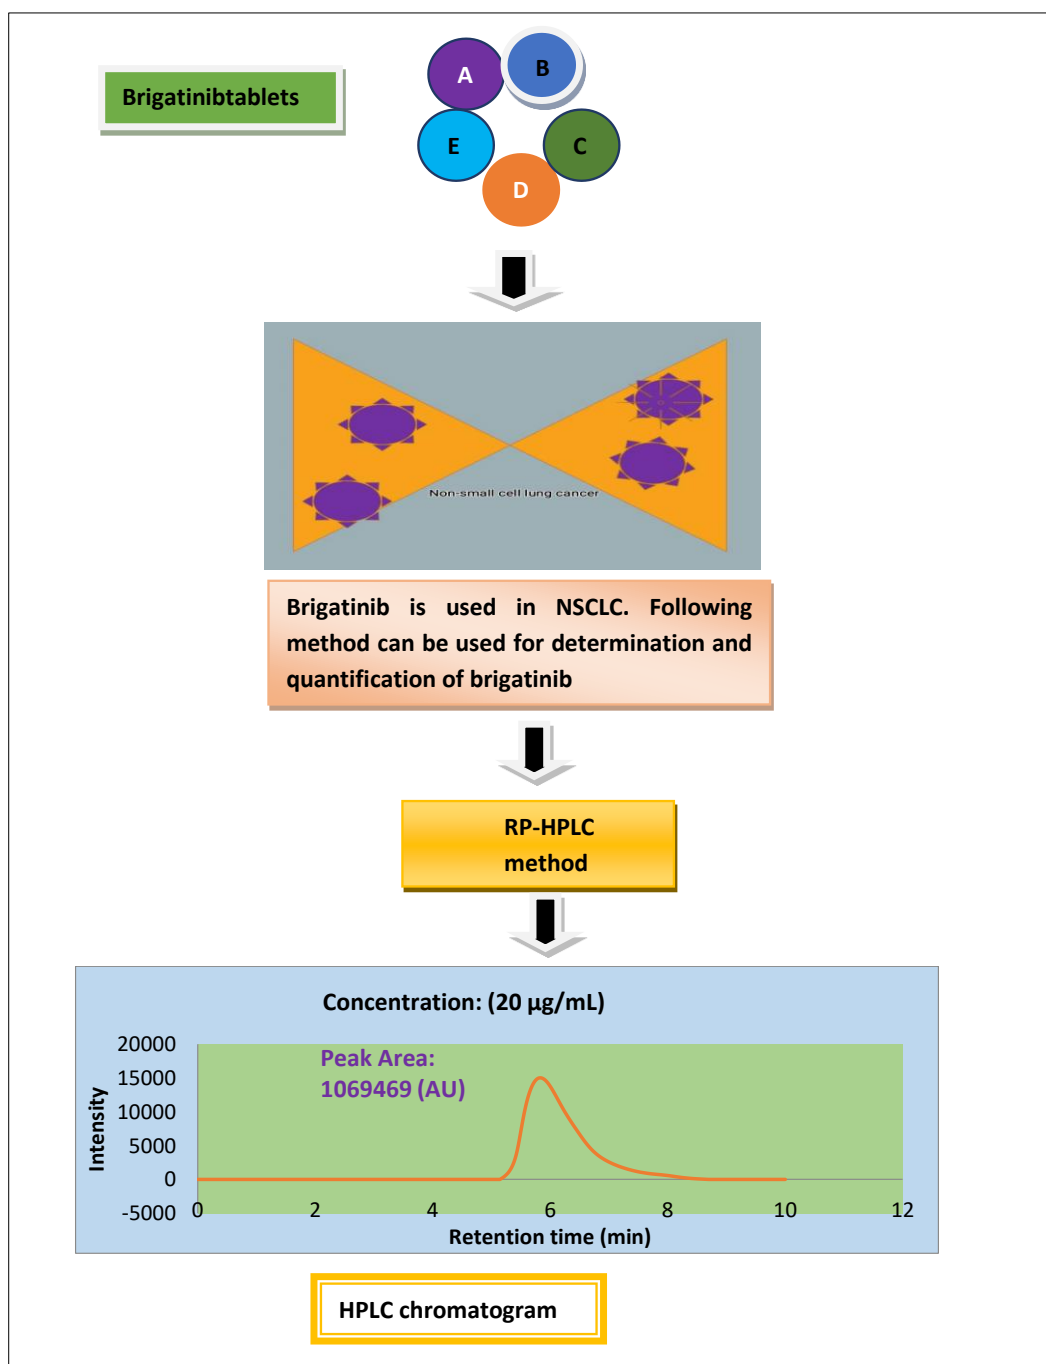 A
B
Brigatinibtablets
E
C
D
Non-small cell lung cancer
Brigatinib is used in NSCLC. Following
method can be used for determination and
quantification of brigatinib
RP-HPLC
method
Concentration: (20 µg/mL)
Peak Area:
1069469 (AU)
20000
15000
10000
5000
0
-5000
Intensity
0 2 4 6 8 10 12
Retention time (min)
HPLC chromatogram